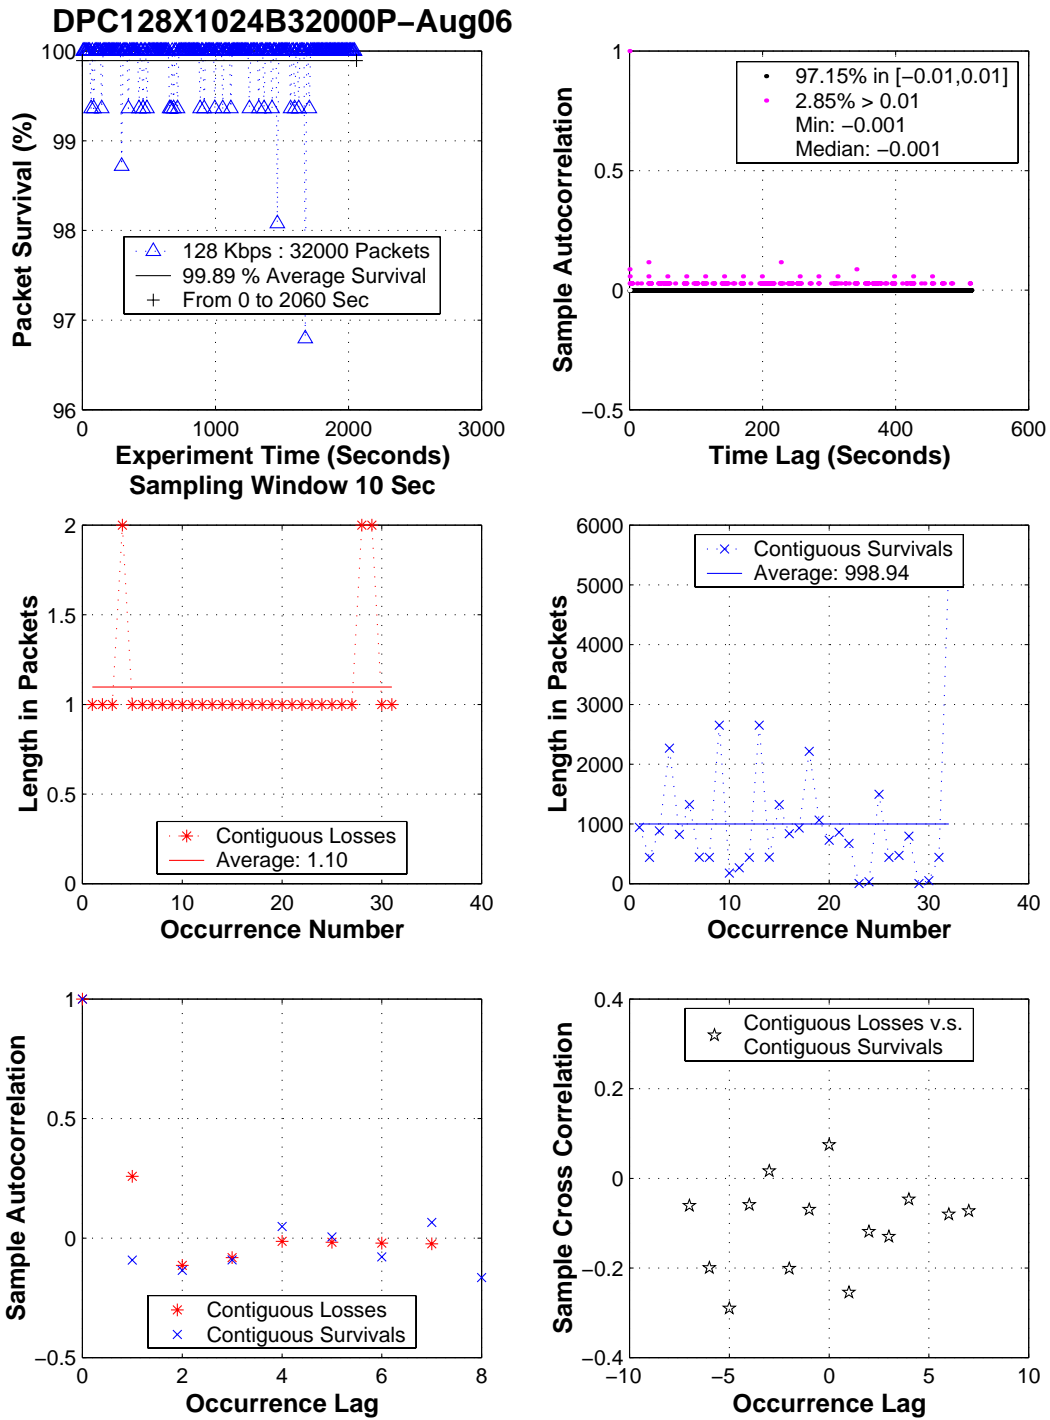 DPC128X1024B32000P−Aug06
100
99
98
97
96
Packet Survival (%)
128 Kbps : 32000 Packets
99.89 % Average Survival
From 0 to 2060 Sec
0
1000
2000
3000
Experiment Time (Seconds)
Sampling Window 10 Sec
1
0.5
0
−0.5
Sample Autocorrelation
97.15% in [−0.01,0.01]
2.85% > 0.01
Min: −0.001
Median: −0.001
0
200
400
600
Time Lag (Seconds)
2
1.5
1
0.5
0
Length in Packets
Contiguous Losses
Average: 1.10
0
10
20
30
40
Occurrence Number
6000
5000
4000
3000
2000
1000
0
Length in Packets
Contiguous Survivals
Average: 998.94
0
10
20
30
40
Occurrence Number
1
0.5
0
−0.5
Sample Autocorrelation
Contiguous Losses
Contiguous Survivals
0
2
4
6
8
Occurrence Lag
0.4
0.2
0
−0.2
−0.4
Sample Cross Correlation
Contiguous Losses v.s.
Contiguous Survivals
−10
−5
0
5
10
Occurrence Lag